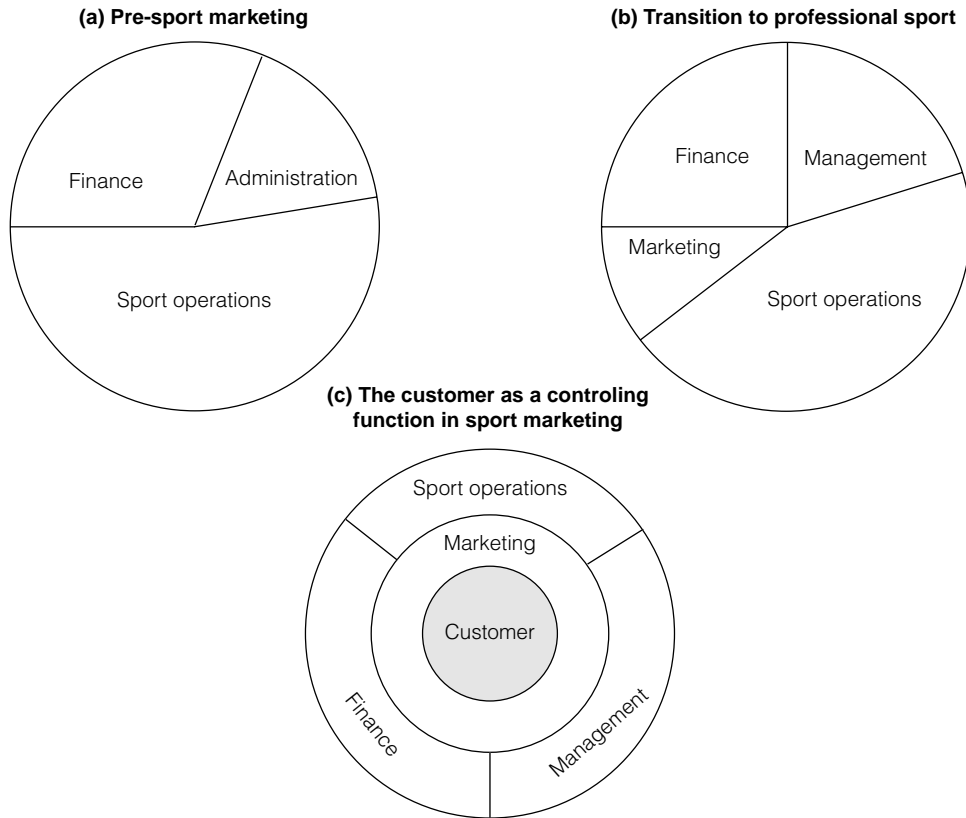 (a) Pre-sport marketing
Finance
Administration
Sport operations
(b) Transition to professional sport
Finance
Management
Marketing
Sport operations
(c) The customer as a controling
function in sport marketing
Sport operations
Marketing
Customer
Finance
Management